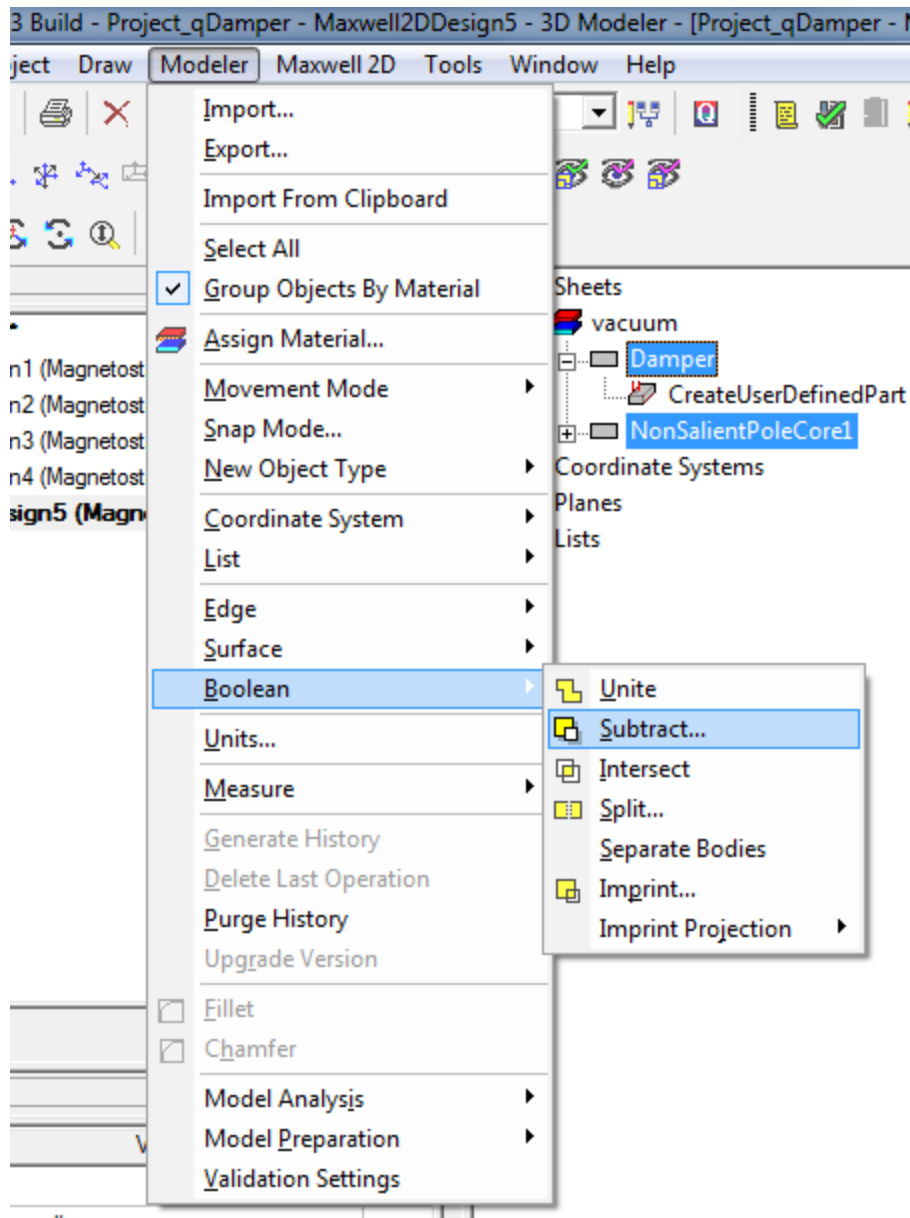 3 Build - Project_qDamper - Maxwell2DDesign5 - 3D Modeler - [Project_qDamper -
ject Draw Modeler Maxwell 2D Tools Window Help
Import...
Export...
Import From Clipboard
Select All
Group Objects By Material
Assign Material...
Movement Mode
Snap Mode...
New Object Type
Coordinate System
List
Edge
Surface
Boolean
Units...
Measure
Generate History
Delete Last Operation
Purge History
Upgrade Version
Fillet
Chamfer
Model Analysis
Model Preparation
Validation Settings
n1 (Magnetost
n2 (Magnetost
n3 (Magnetost
n4 (Magnetost
sign5 (Magn
Sheets
vacuum
Damper
CreateUserDefinedPart
NonSalientPoleCore1
Coordinate Systems
Planes
Lists
Unite
Subtract...
Intersect
Split...
Separate Bodies
Imprint...
Imprint Projection